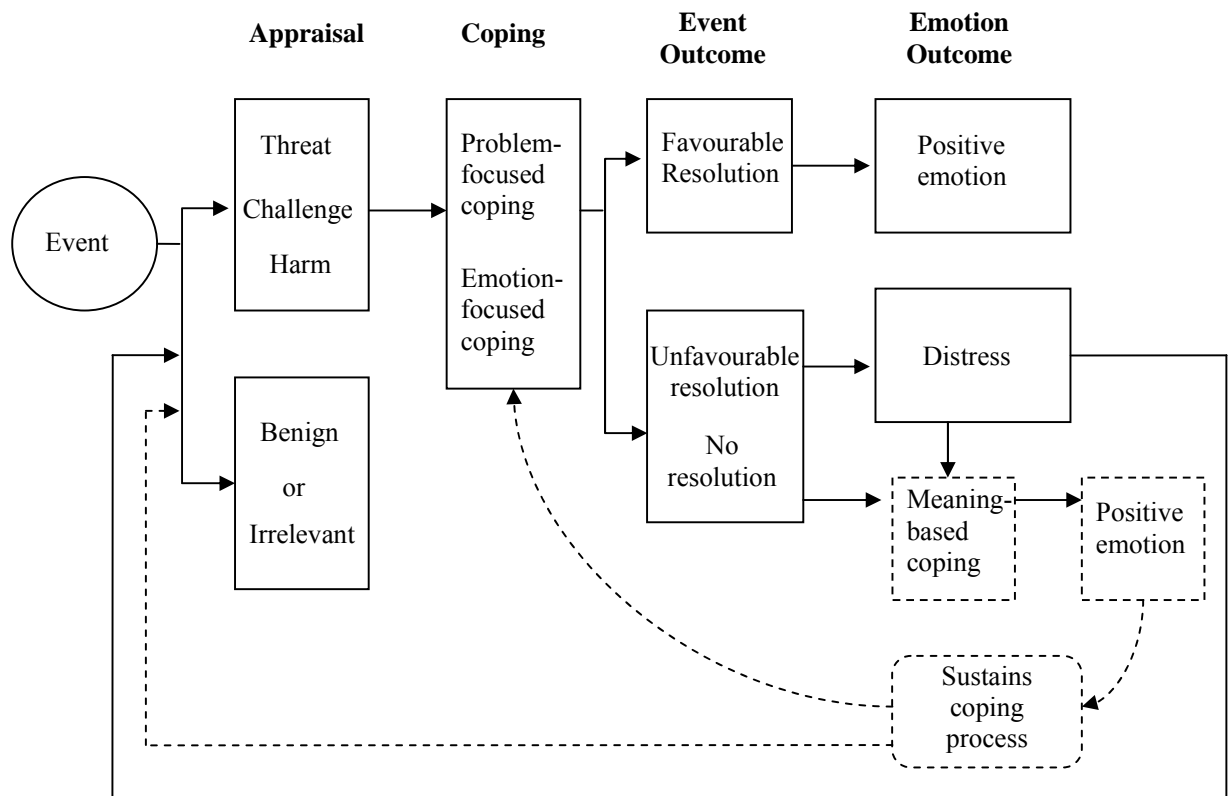 Appraisal
Coping
Event
Outcome
Emotion
Outcome
Event
Threat
Challenge
Harm
Benign
or
Irrelevant
Problem-
focused
coping
Emotion-
focused
coping
Favourable
Resolution
Positive
emotion
Unfavourable
resolution
No
resolution
Distress
Meaning-
based
coping
Positive
emotion
Sustains
coping
process